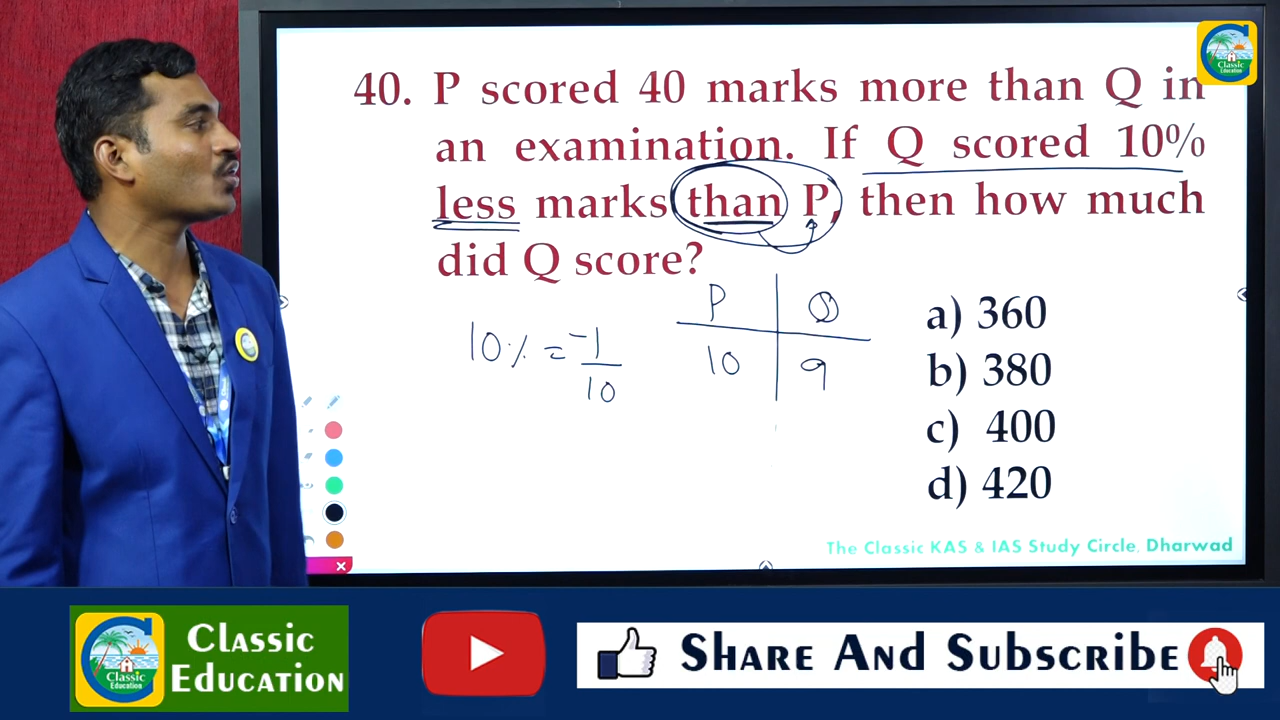 40. P scored 40 marks more than Q in
an examination. If Q scored 10%
less marks than P, then how much
did Q score?
P Q
10% = -1/10
10 9
a) 360
b) 380
c) 400
d) 420
The Classic KAS & IAS Study Circle, Dharwad
Classic
Education
Classic
Education
Classic
Education
Share And Subscribe